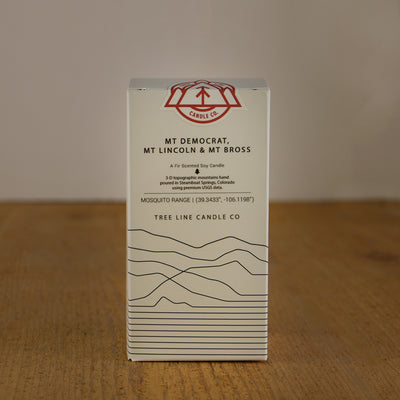 CANDLE CO.
MT DEMOCRAT,
MT LINCOLN & MT BROSS
A Fir Scented Soy Candle
3-D topographic mountains hand
poured in Steamboat Springs, Colorado
using premium USGS data.
MOSQUITO RANGE | (39.3433°, -106.1198°)
TREE LINE CANDLE CO